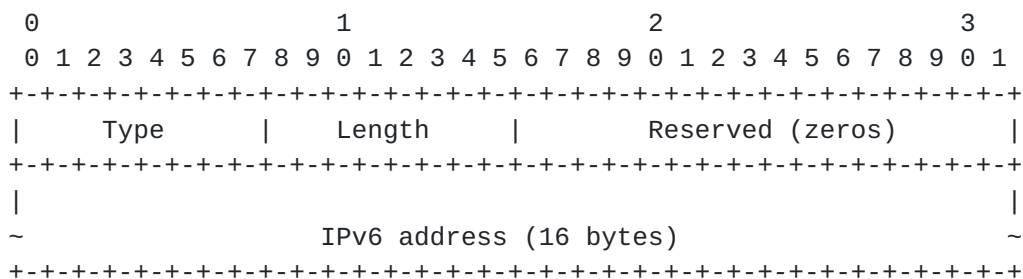 0                   1                   2                   3
 0 1 2 3 4 5 6 7 8 9 0 1 2 3 4 5 6 7 8 9 0 1 2 3 4 5 6 7 8 9 0 1
+-+-+-+-+-+-+-+-+-+-+-+-+-+-+-+-+-+-+-+-+-+-+-+-+-+-+-+-+-+-+-+-+
|     Type      |    Length     |        Reserved (zeros)       |
+-+-+-+-+-+-+-+-+-+-+-+-+-+-+-+-+-+-+-+-+-+-+-+-+-+-+-+-+-+-+-+-+
|                                                               |
~                   IPv6 address (16 bytes)                     ~
+-+-+-+-+-+-+-+-+-+-+-+-+-+-+-+-+-+-+-+-+-+-+-+-+-+-+-+-+-+-+-+-+